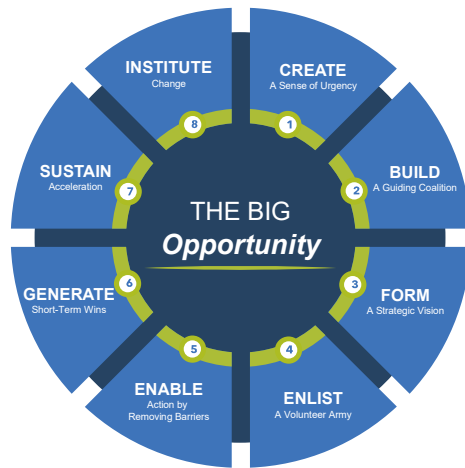 THE BIG
Opportunity
1
CREATE
A Sense of Urgency
2
BUILD
A Guiding Coalition
3
FORM
A Strategic Vision
4
ENLIST
A Volunteer Army
5
ENABLE
Action by
Removing Barriers
6
GENERATE
Short-Term Wins
7
SUSTAIN
Acceleration
8
INSTITUTE
Change